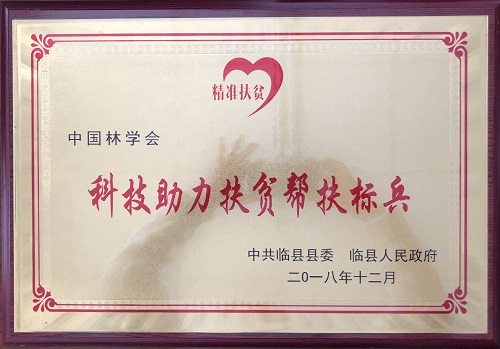 精准扶贫
中国林学会
科技助力扶贫帮扶标兵
中共临县县委 临县人民政府
二0一八年十二月